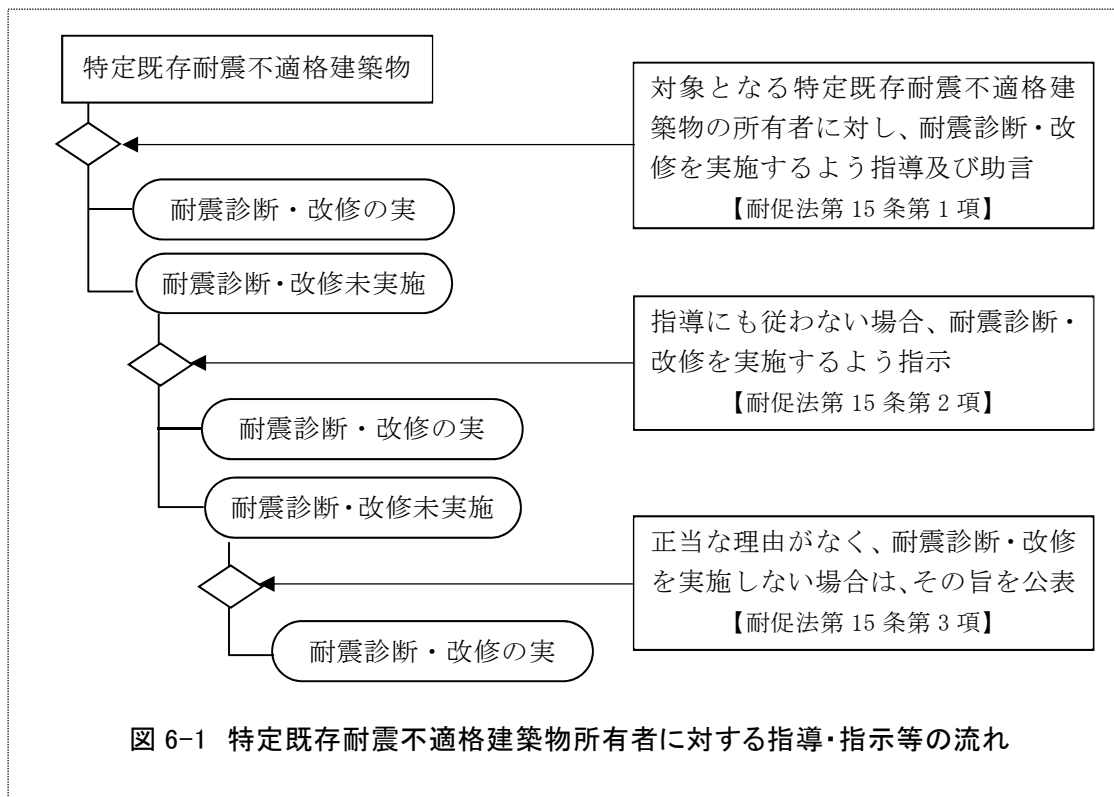 特定既存耐震不適格建築物
対象となる特定既存耐震不適格建
築物の所有者に対し、耐震診断・改
修を実施するよう指導及び助言
【耐促法第 15 条第 1 項】
耐震診断・改修の実
耐震診断・改修未実施
指導にも従わない場合、耐震診断・
改修を実施するよう指示
【耐促法第 15 条第 2 項】
耐震診断・改修の実
耐震診断・改修未実施
正当な理由がなく、耐震診断・改修
を実施しない場合は、その旨を公表
【耐促法第 15 条第 3 項】
耐震診断・改修の実
図 6-1 特定既存耐震不適格建築物所有者に対する指導・指示等の流れ